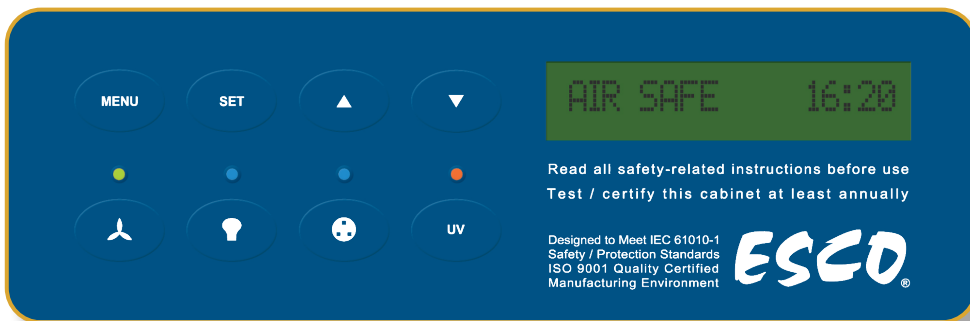 MENU SET
AIR SAFE 16:20
Read all safety-related instructions before use
Test / certify this cabinet at least annually
UV
Designed to Meet IEC 61010-1
Safety / Protection Standards
ISO 9001 Quality Certified
Manufacturing Environment
ESCO®